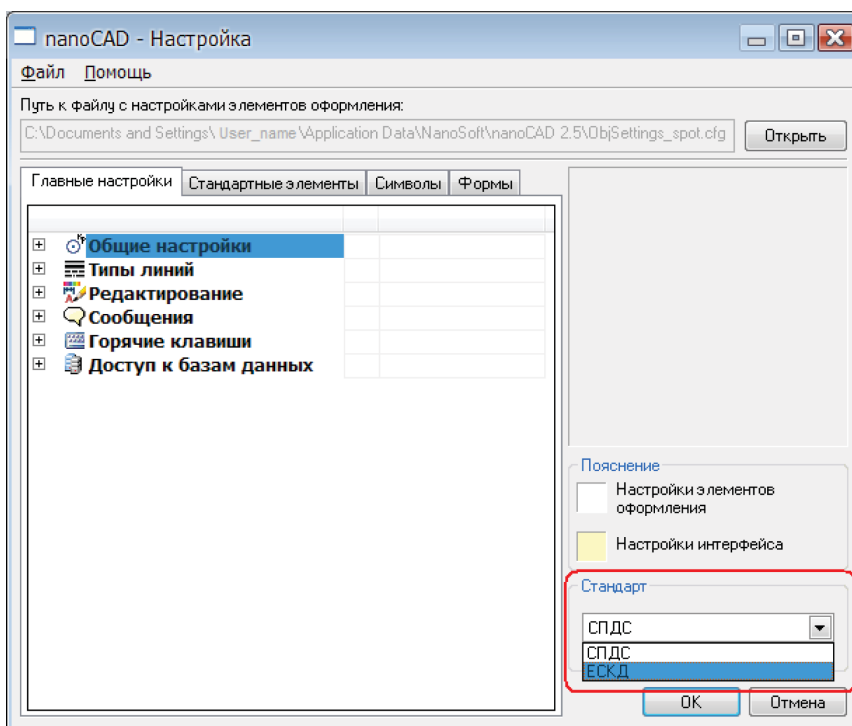 nanoCAD - Настройка
Файл Помощь
Путь к файлу с настройками элементов оформления:
C:\Documents and Settings\ User_name \Application Data\NanoSoft\nanoCAD 2.5\ObjSettings_spot.cfg Открыть
Главные настройки Стандартные элементы Символы Формы
Общие настройки
Типы линий
Редактирование
Сообщения
Горячие клавиши
Доступ к базам данных
Пояснение
Настройки элементов
оформления
Настройки интерфейса
Стандарт
СПДС
СПДС
ЕСКД
OK Отмена